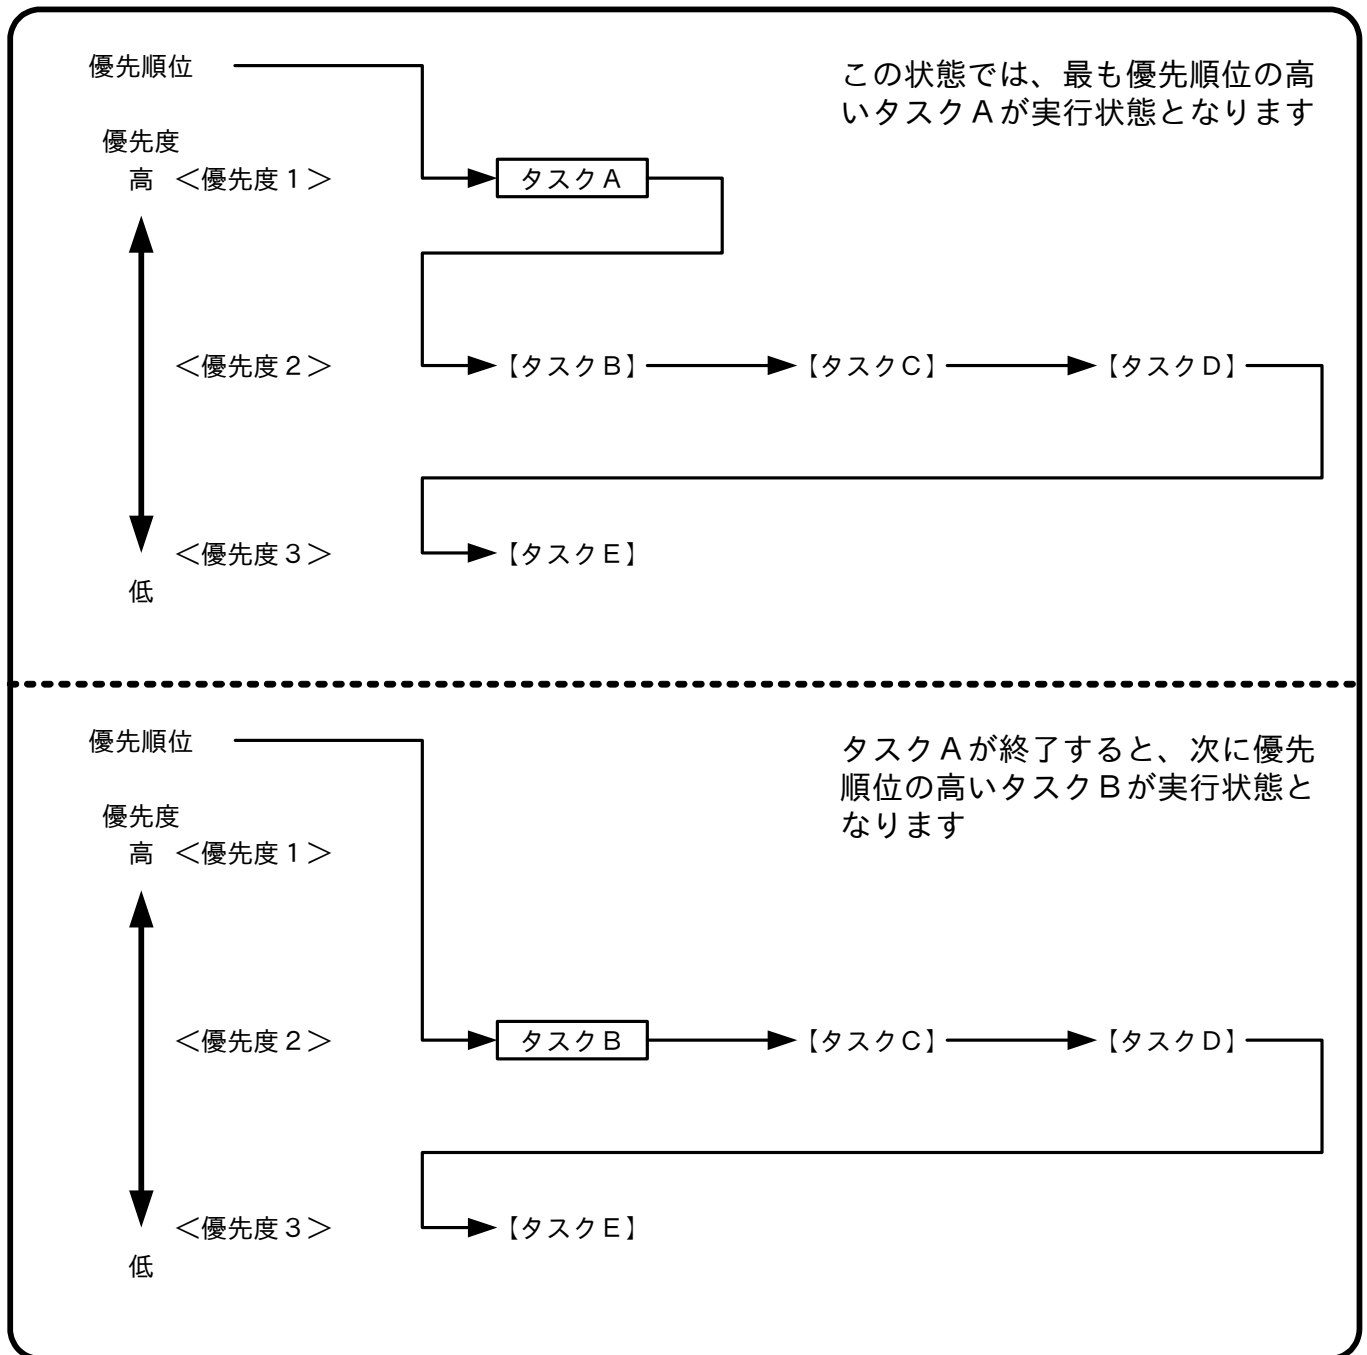 優先順位
この状態では、最も優先順位の高
いタスクAが実行状態となります
優先度
高 <優先度1>
タスクA
<優先度2>
【タスクB】
【タスクC】
【タスクD】
<優先度3>
【タスクE】
低
優先順位
タスクAが終了すると、次に優先
順位の高いタスクBが実行状態と
なります
優先度
高 <優先度1>
<優先度2>
タスクB
【タスクC】
【タスクD】
<優先度3>
【タスクE】
低